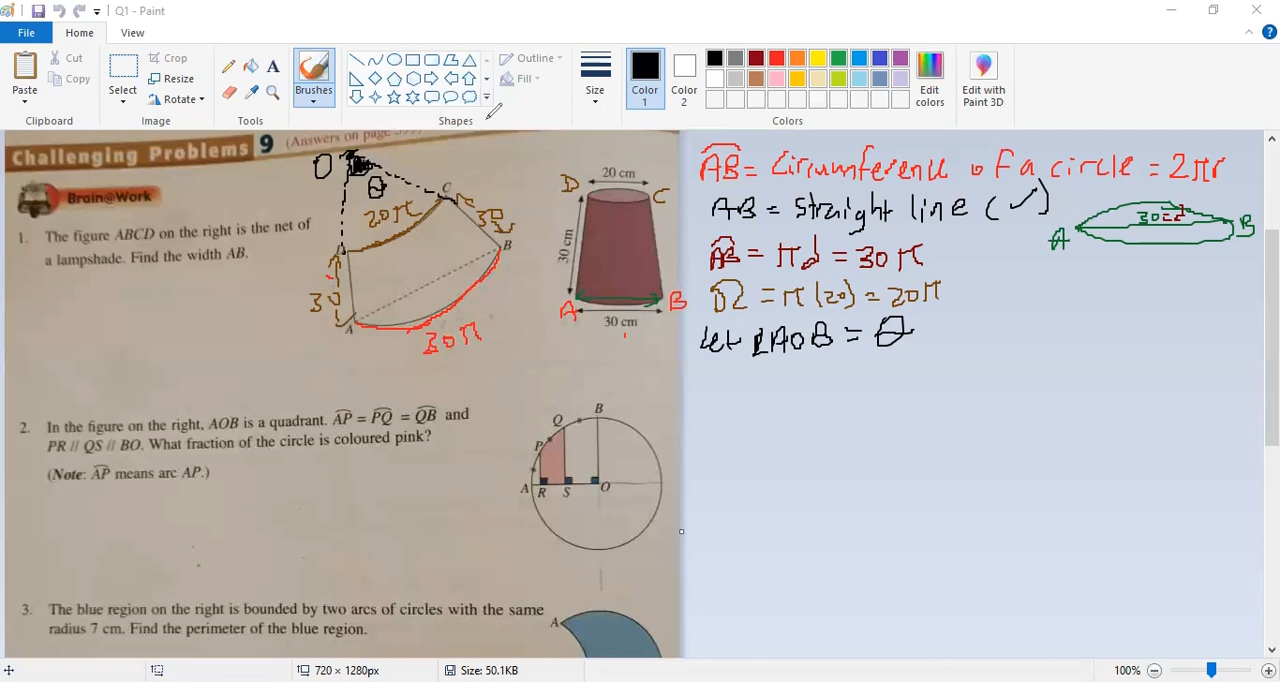 Q1 - Paint
File Home View
Paste
Cut
Copy
Clipboard
Select
Crop
Resize
Rotate
Image
Tools
Brushes
Shapes
Outline
Fill
Size
Color 1
Color 2
Colors
Edit colors
Edit with Paint 3D
Challenging Problems 9 (Answers on page
Brain@Work
1. The figure ABCD on the right is the net of
a lampshade. Find the width AB.
O
θ
C
20π
30
B
30
A
30π
20 cm
D
C
30 cm
A
B
30 cm
AB = Circumference of a circle = 2πr
AB = straight line (✓)
A
30cm
B
AB = πd = 30π
DC = π(20) = 20π
Let ∠AOB = θ
2. In the figure on the right, AOB is a quadrant. AP = PQ = QB and
PR // QS // BO. What fraction of the circle is coloured pink?
(Note: AP means arc AP.)
B
Q
P
A R S O
3. The blue region on the right is bounded by two arcs of circles with the same
radius 7 cm. Find the perimeter of the blue region.
A
720 × 1280px
Size: 50.1KB
100%